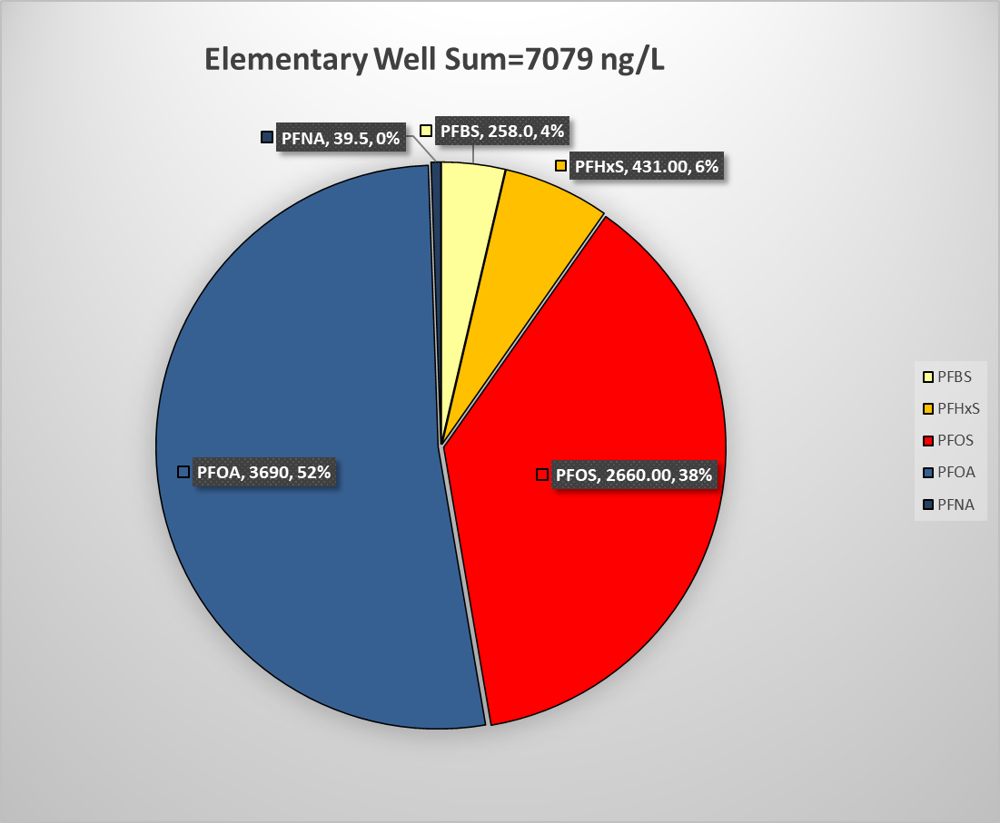 Elementary Well Sum=7079 ng/L
PFNA, 39.5, 0%
PFBS, 258.0, 4%
PFHxS, 431.00, 6%
PFOA, 3690, 52%
PFOS, 2660.00, 38%
PFBS
PFHxS
PFOS
PFOA
PFNA